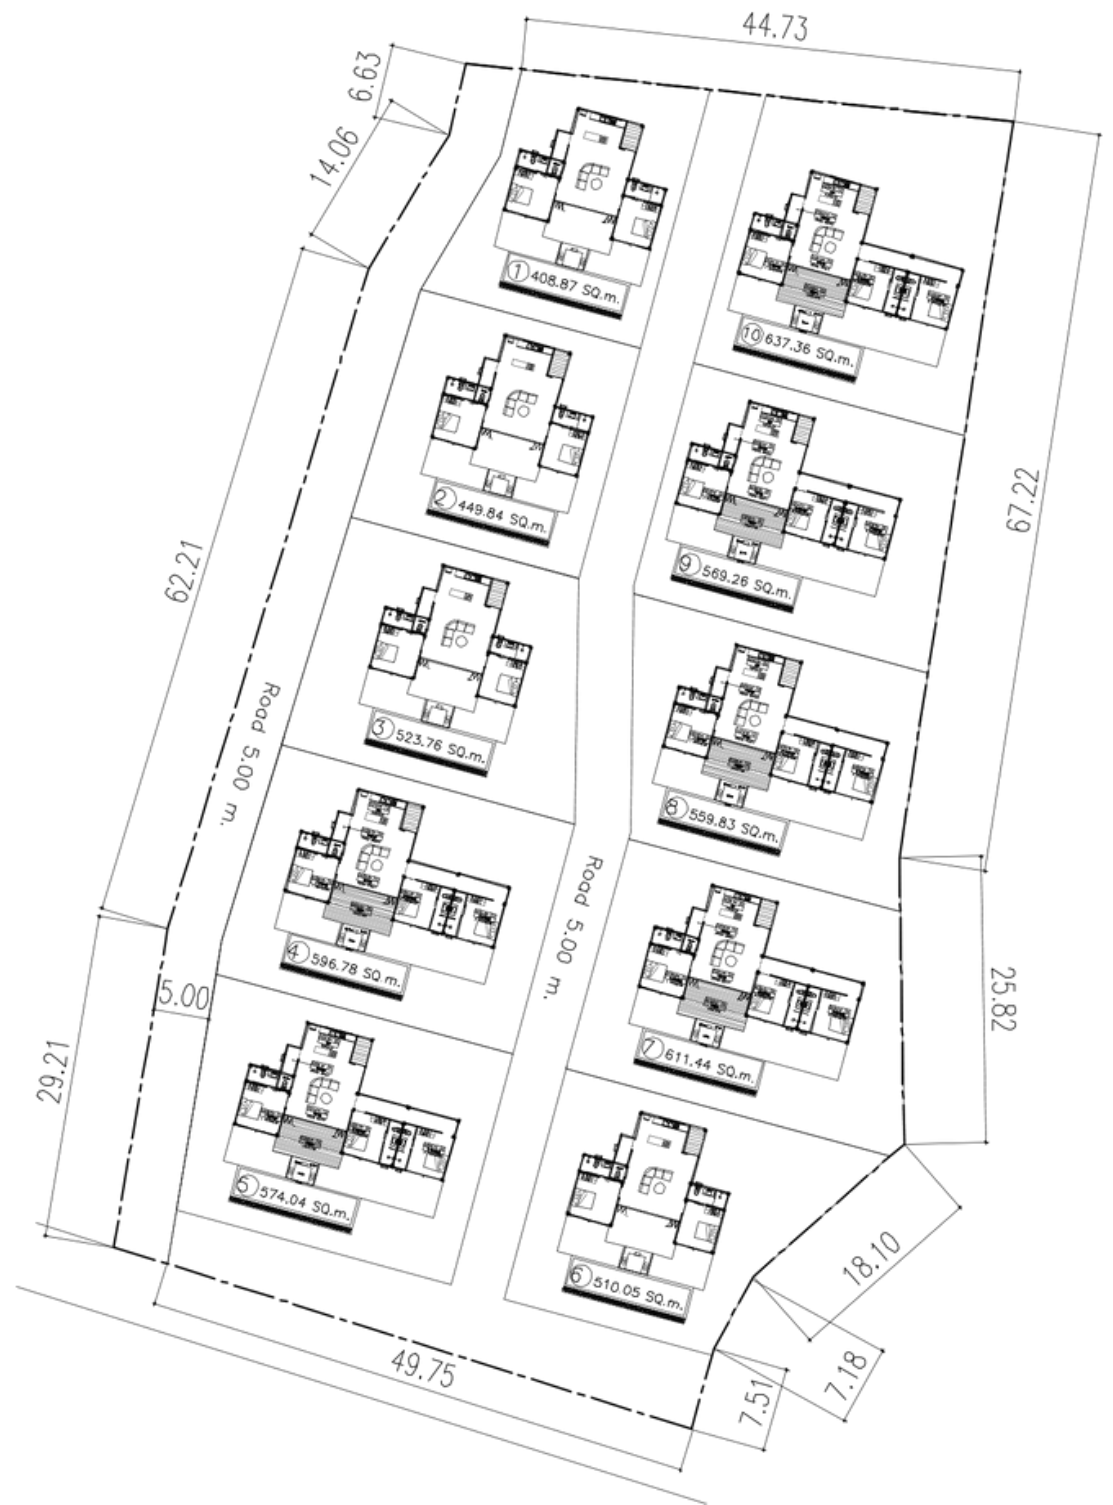 44.73
6.63
14.06
1 408.87 SQ.m.
10 637.36 SQ.m.
2 449.84 SQ.m.
67.22
62.21
9 569.26 SQ.m.
3 523.76 SQ.m.
Road 5.00 m.
8 559.83 SQ.m.
4 596.78 SQ.m.
Road 5.00 m.
5.00
25.82
29.21
7 611.44 SQ.m.
5 574.04 SQ.m.
18.10
6 510.05 SQ.m.
49.75
7.18
7.51